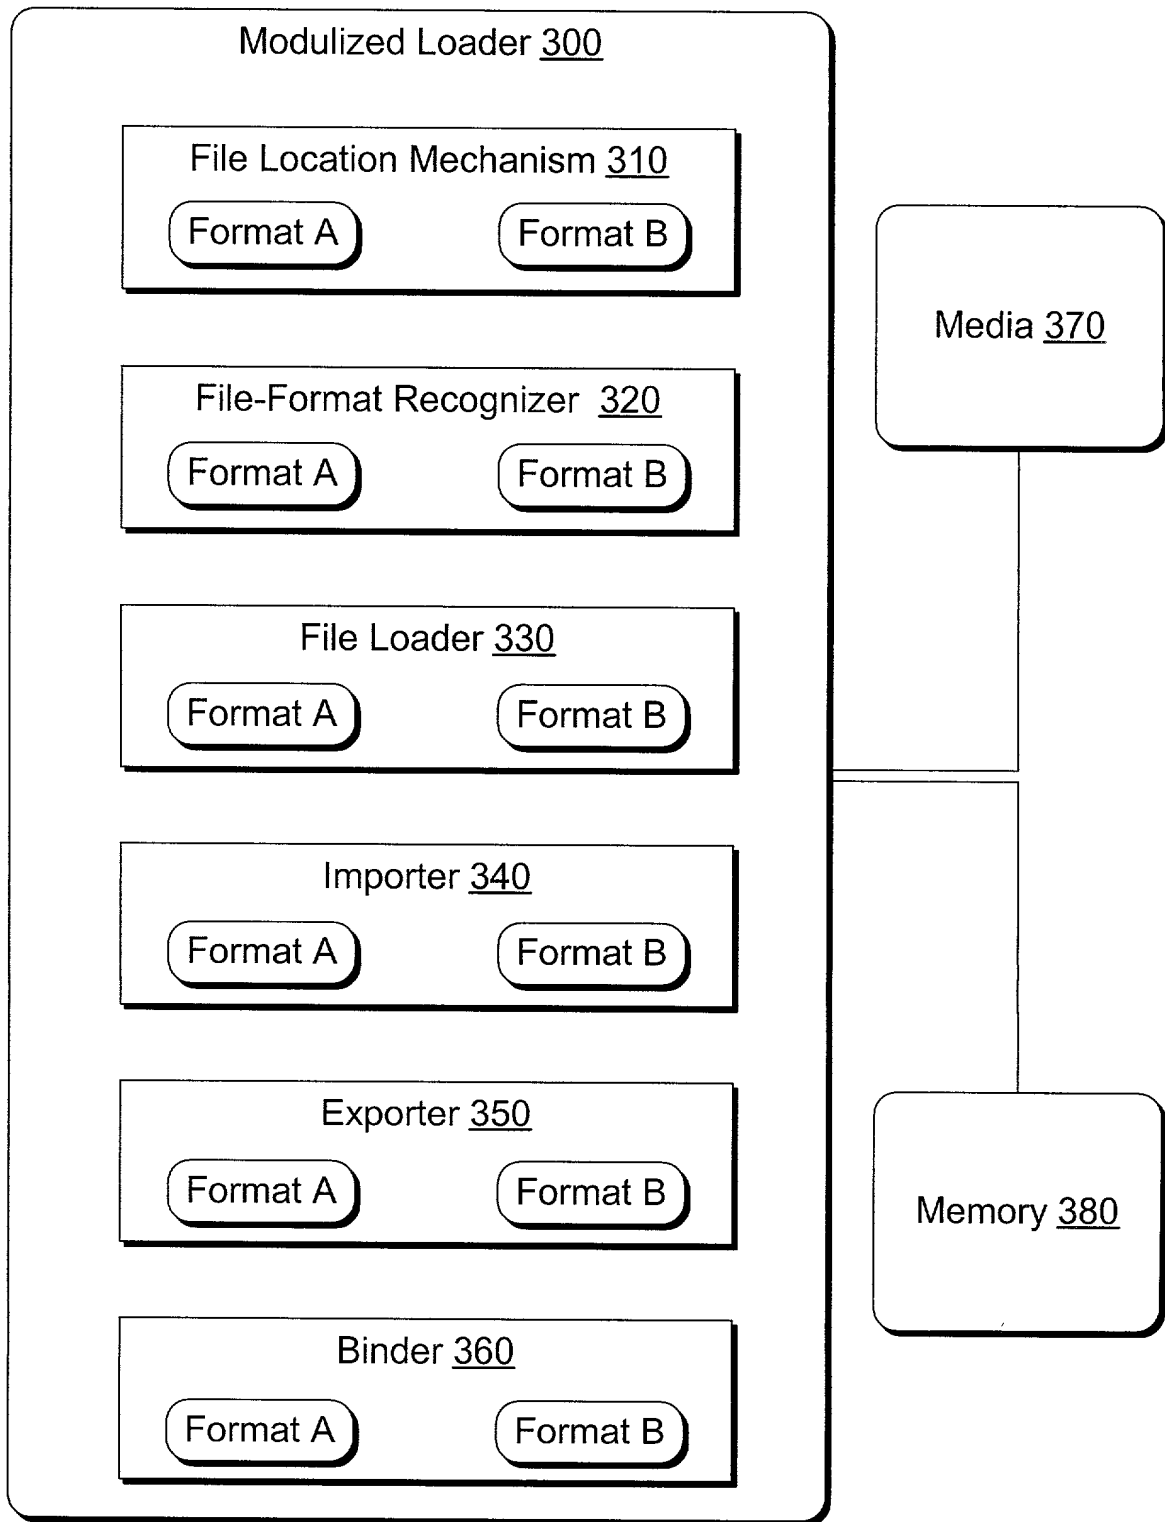 Modulized Loader 300
File Location Mechanism 310
Format A
Format B
File-Format Recognizer 320
Format A
Format B
File Loader 330
Format A
Format B
Importer 340
Format A
Format B
Exporter 350
Format A
Format B
Binder 360
Format A
Format B
Media 370
Memory 380